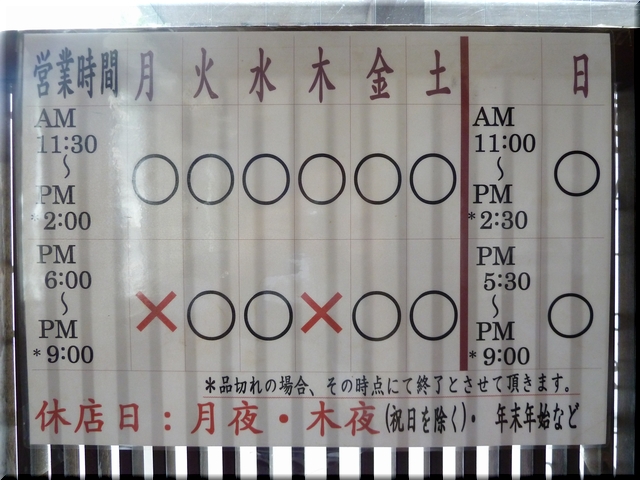 営業時間 月 火 水 木 金 土 日
AM
11:30
〜
PM
*2:00
○ ○ ○ ○ ○ ○
AM
11:00
〜
PM
*2:30
○
PM
6:00
〜
PM
*9:00
× ○ ○ × ○ ○
PM
5:30
〜
PM
*9:00
○
*品切れの場合、その時点にて終了とさせて頂きます。
休店日:月夜・木夜(祝日を除く)・ 年末年始など